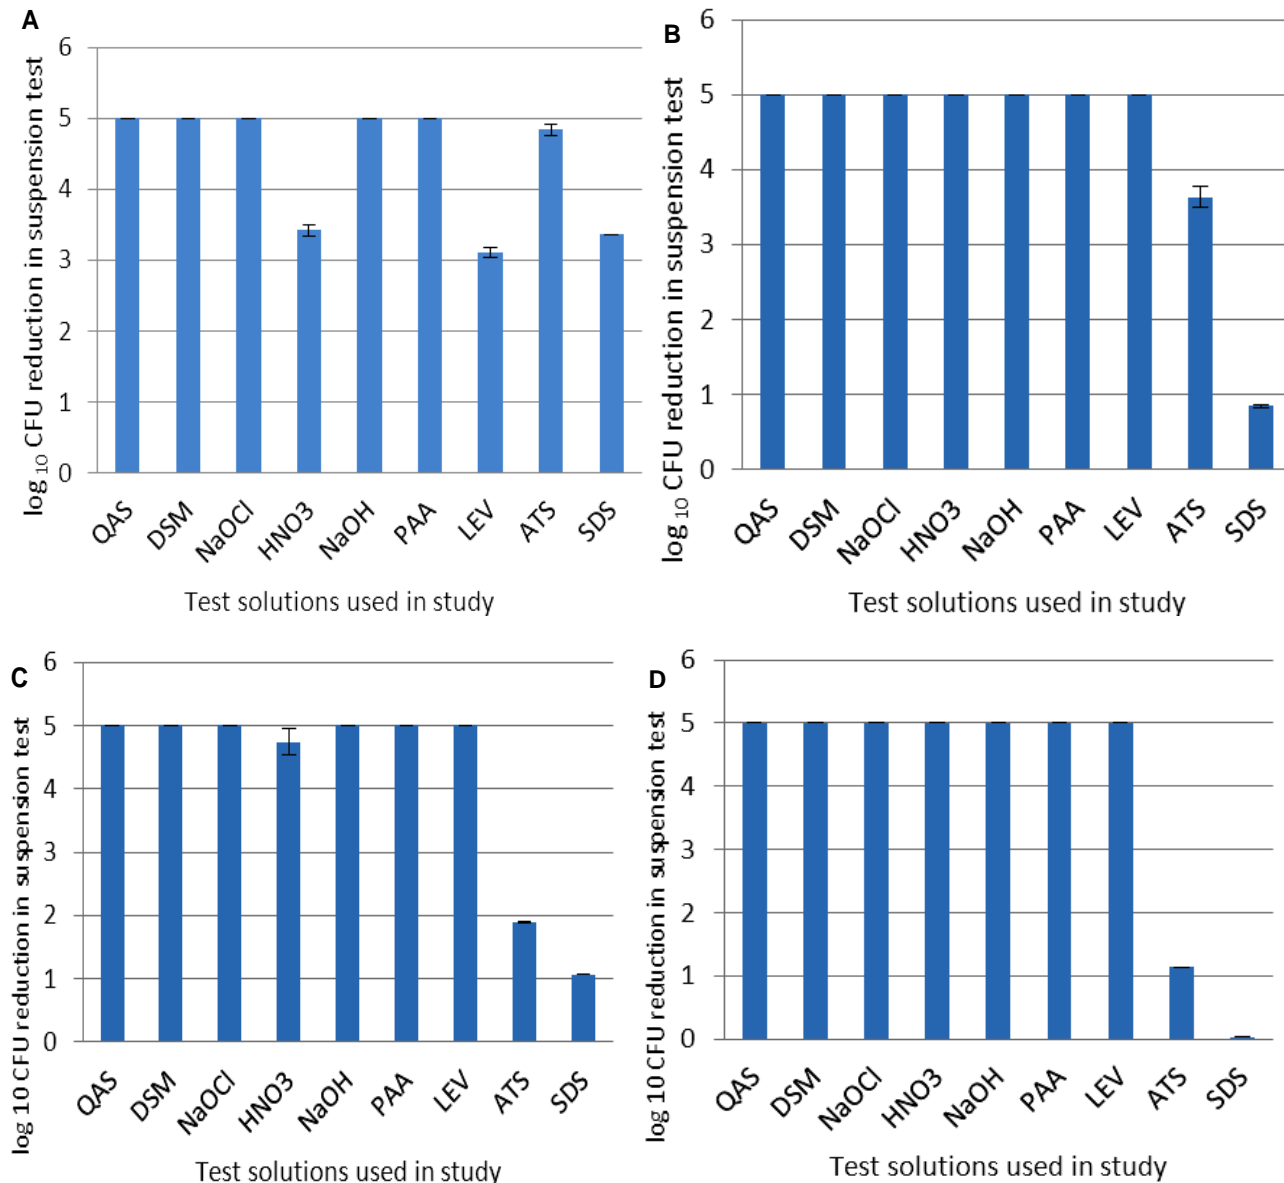 A
log 10 CFU reduction in suspension test
6
5
4
3
2
1
0
QAS DSM NaOCl HNO3 NaOH PAA LEV ATS SDS
Test solutions used in study
B
log 10 CFU reduction in suspension test
6
5
4
3
2
1
0
QAS DSM NaOCl HNO3 NaOH PAA LEV ATS SDS
Test solutions used in study
C
log 10 CFU reduction in suspension test
6
5
4
3
2
1
0
QAS DSM NaOCl HNO3 NaOH PAA LEV ATS SDS
Test solutions used in study
D
log 10 CFU reduction in suspension test
6
5
4
3
2
1
0
QAS DSM NaOCl HNO3 NaOH PAA LEV ATS SDS
Test solutions used in study